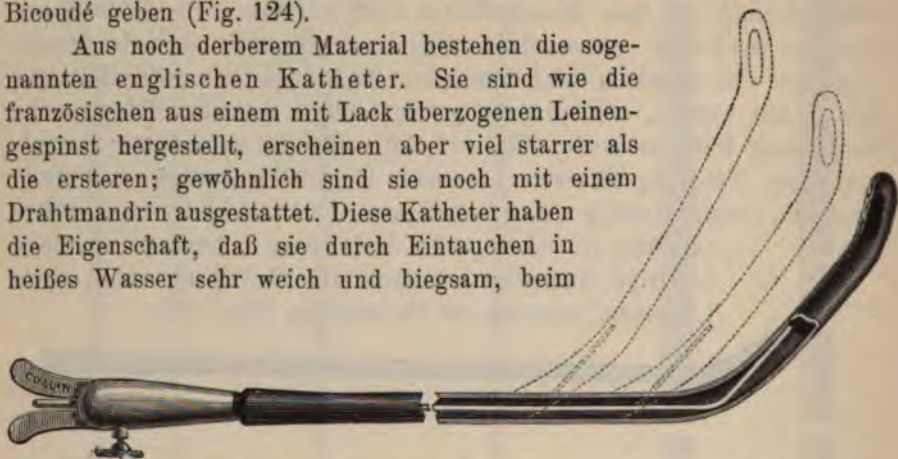 Bicoudé geben (Fig. 124).
Aus noch derberem Material bestehen die soge-
nannten englischen Katheter. Sie sind wie die
französischen aus einem mit Lack überzogenen Leinen-
gespinst hergestellt, erscheinen aber viel starrer als
die ersteren; gewöhnlich sind sie noch mit einem
Drahtmandrin ausgestattet. Diese Katheter haben
die Eigenschaft, daß sie durch Eintauchen in
heißes Wasser sehr weich und biegsam, beim
COLLIN